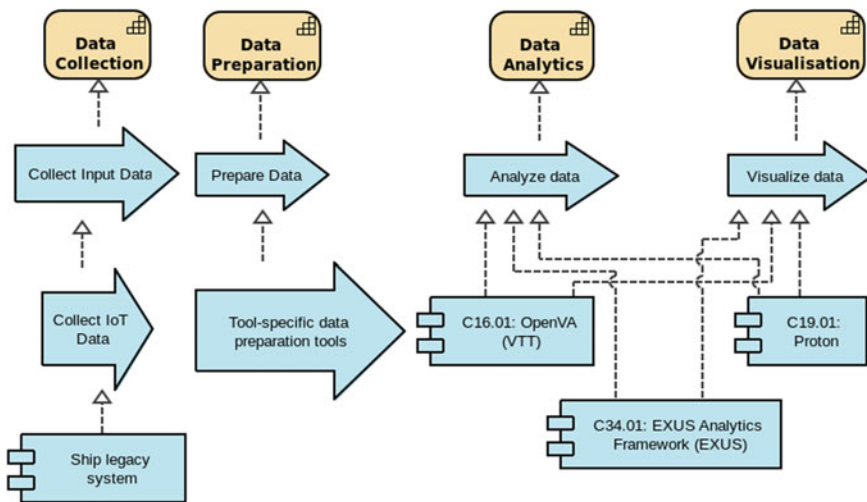 Data
Collection
Data
Preparation
Data
Analytics
Data
Visualisation
Collect Input Data
Prepare Data
Analyze data
Visualize data
Collect IoT
Data
Tool-specific data
preparation tools
C16.01: OpenVA
(VTT)
C19.01:
Proton
C34.01: EXUS Analytics
Framework (EXUS)
Ship legacy
system